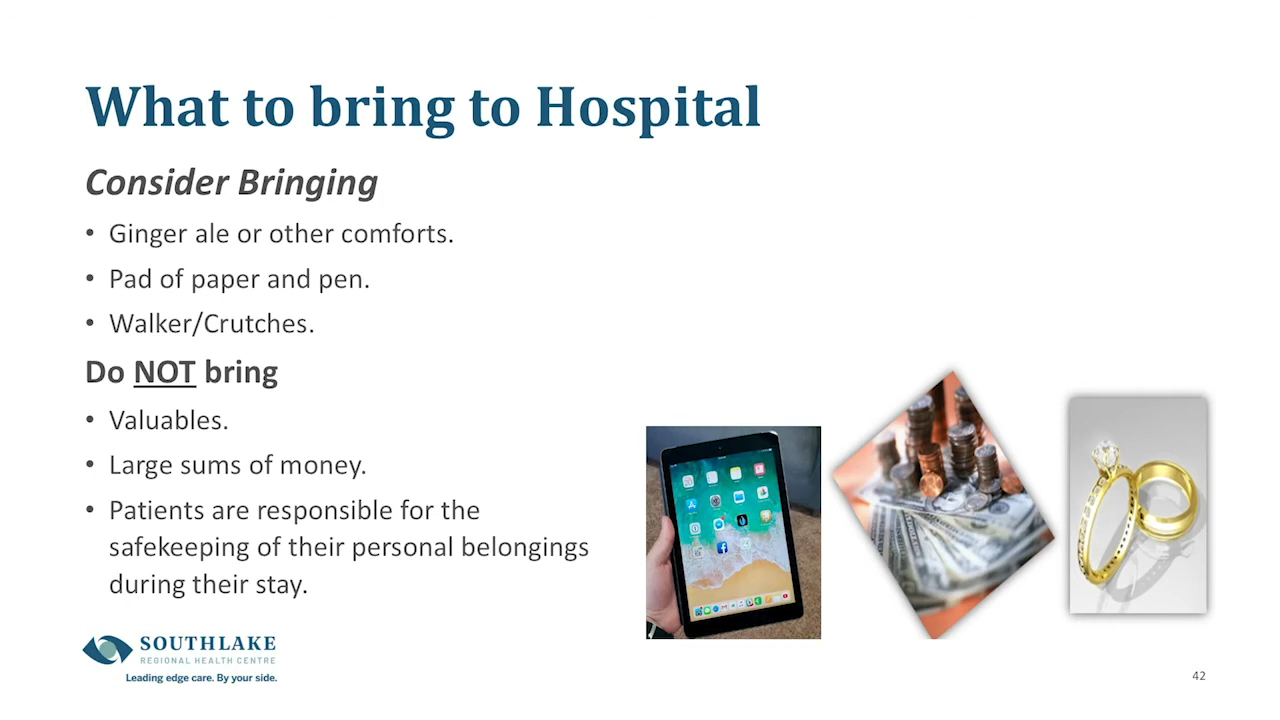 What to bring to Hospital
Consider Bringing
• Ginger ale or other comforts.
• Pad of paper and pen.
• Walker/Crutches.
Do NOT bring
• Valuables.
• Large sums of money.
• Patients are responsible for the
safekeeping of their personal belongings
during their stay.
SOUTHLAKE
REGIONAL HEALTH CENTRE
Leading edge care. By your side.
42